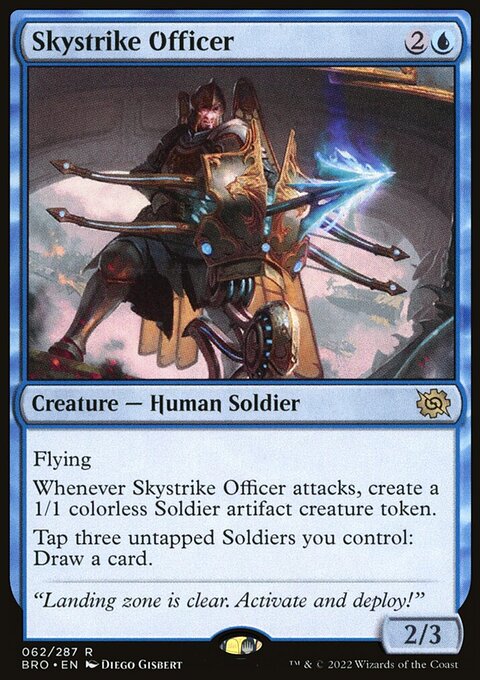 Skystrike Officer 2
Creature — Human Soldier
Flying
Whenever Skystrike Officer attacks, create a
1/1 colorless Soldier artifact creature token.
Tap three untapped Soldiers you control:
Draw a card.
“Landing zone is clear. Activate and deploy!”
2/3
062/287 R
BRO • EN Diego Gisbert ™ & © 2022 Wizards of the Coast